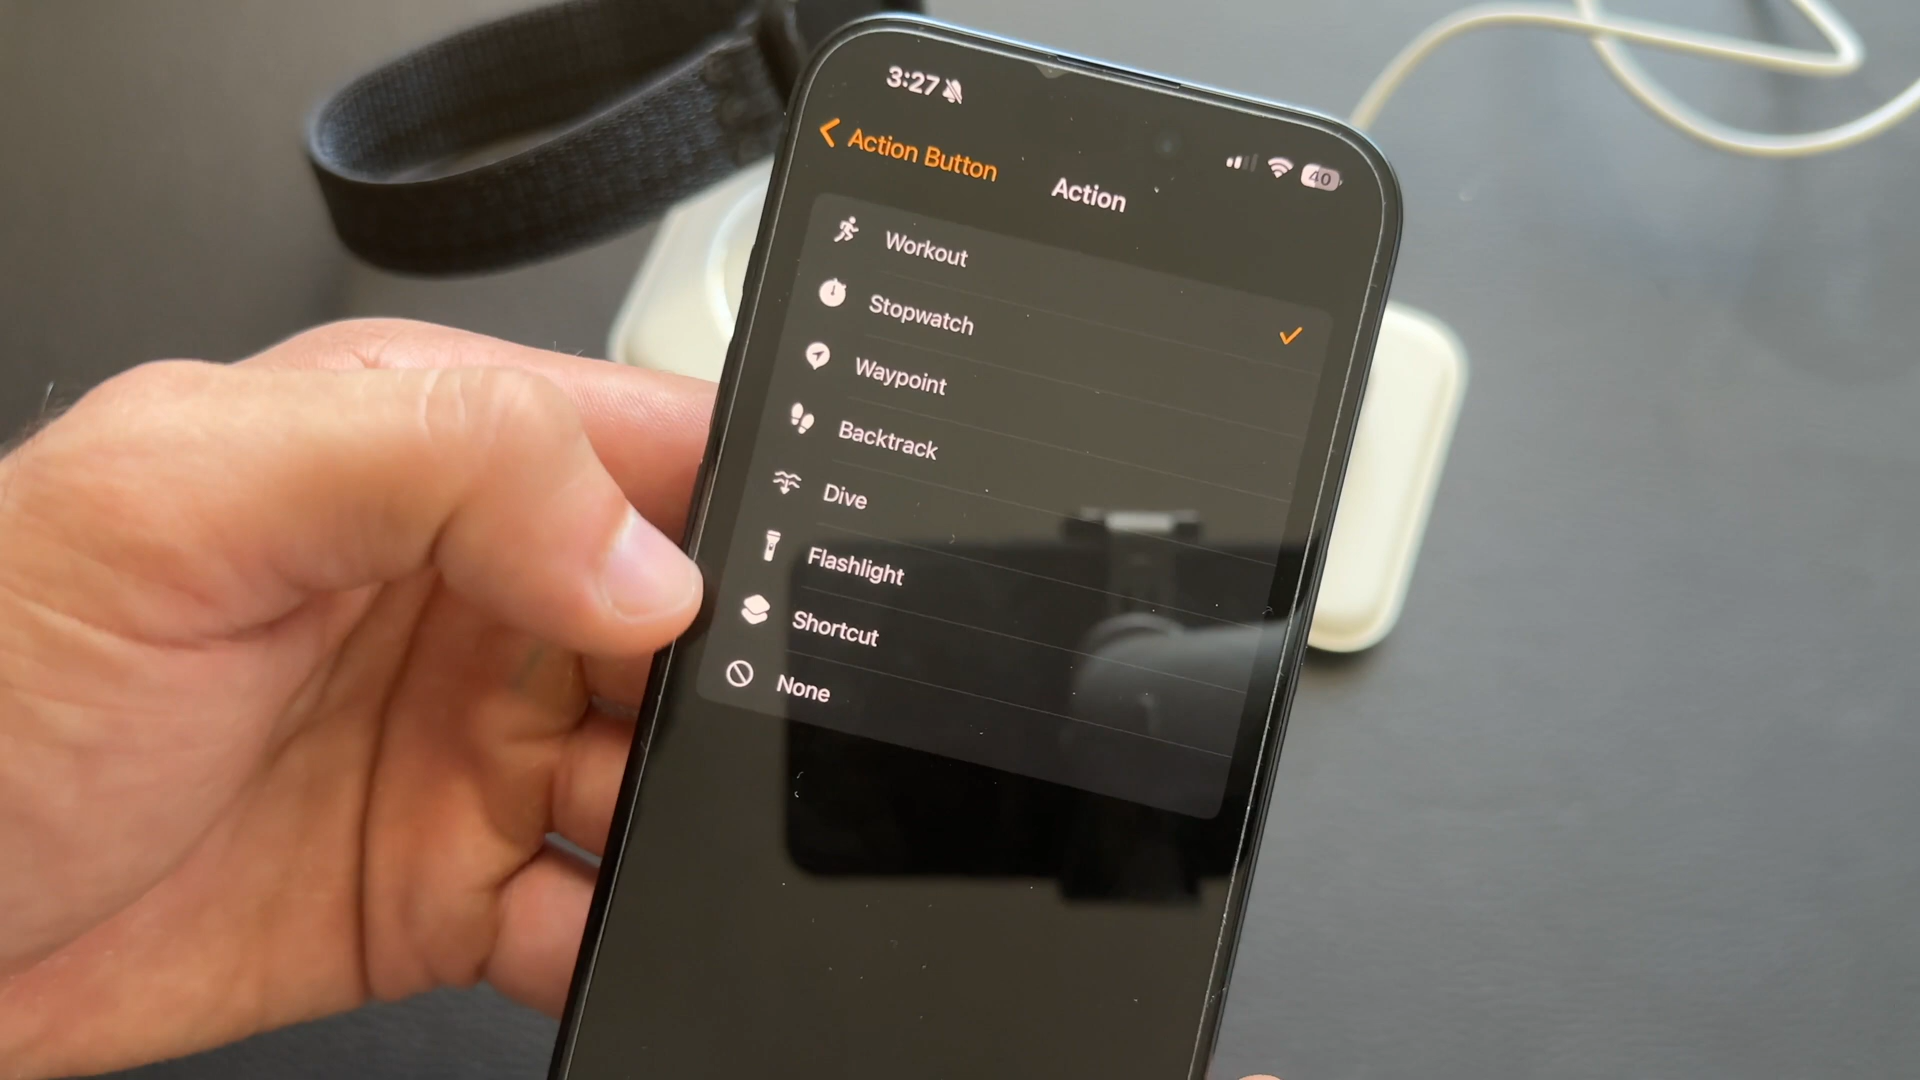 3:27
40
Action Button
Action
Workout
Stopwatch
Waypoint
Backtrack
Dive
Flashlight
Shortcut
None